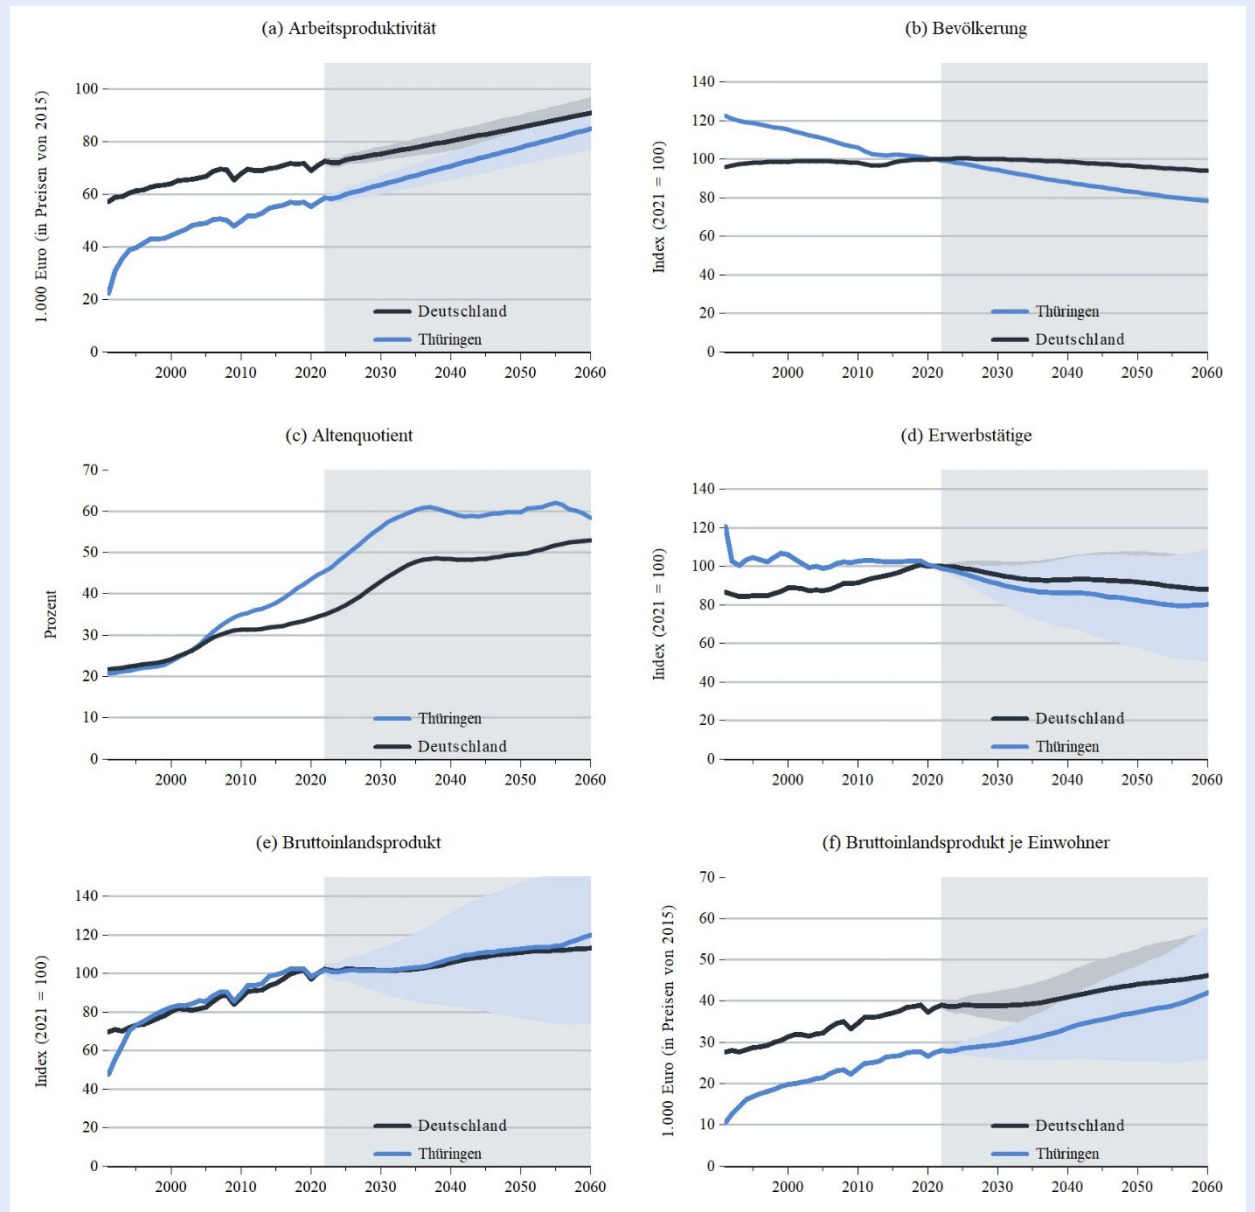 (a) Arbeitsproduktivität
1.000 Euro (in Preisen von 2015)
100
80
60
40
20
0
Deutschland
Thüringen
2000 2010 2020 2030 2040 2050 2060
(b) Bevölkerung
Index (2021 = 100)
140
120
100
80
60
40
20
0
Thüringen
Deutschland
2000 2010 2020 2030 2040 2050 2060
(c) Altenquotient
Prozent
70
60
50
40
30
20
10
0
Thüringen
Deutschland
2000 2010 2020 2030 2040 2050 2060
(d) Erwerbstätige
Index (2021 = 100)
140
120
100
80
60
40
20
0
Deutschland
Thüringen
2000 2010 2020 2030 2040 2050 2060
(e) Bruttoinlandsprodukt
Index (2021 = 100)
140
120
100
80
60
40
20
0
Deutschland
Thüringen
2000 2010 2020 2030 2040 2050 2060
(f) Bruttoinlandsprodukt je Einwohner
1.000 Euro (in Preisen von 2015)
70
60
50
40
30
20
10
0
Deutschland
Thüringen
2000 2010 2020 2030 2040 2050 2060